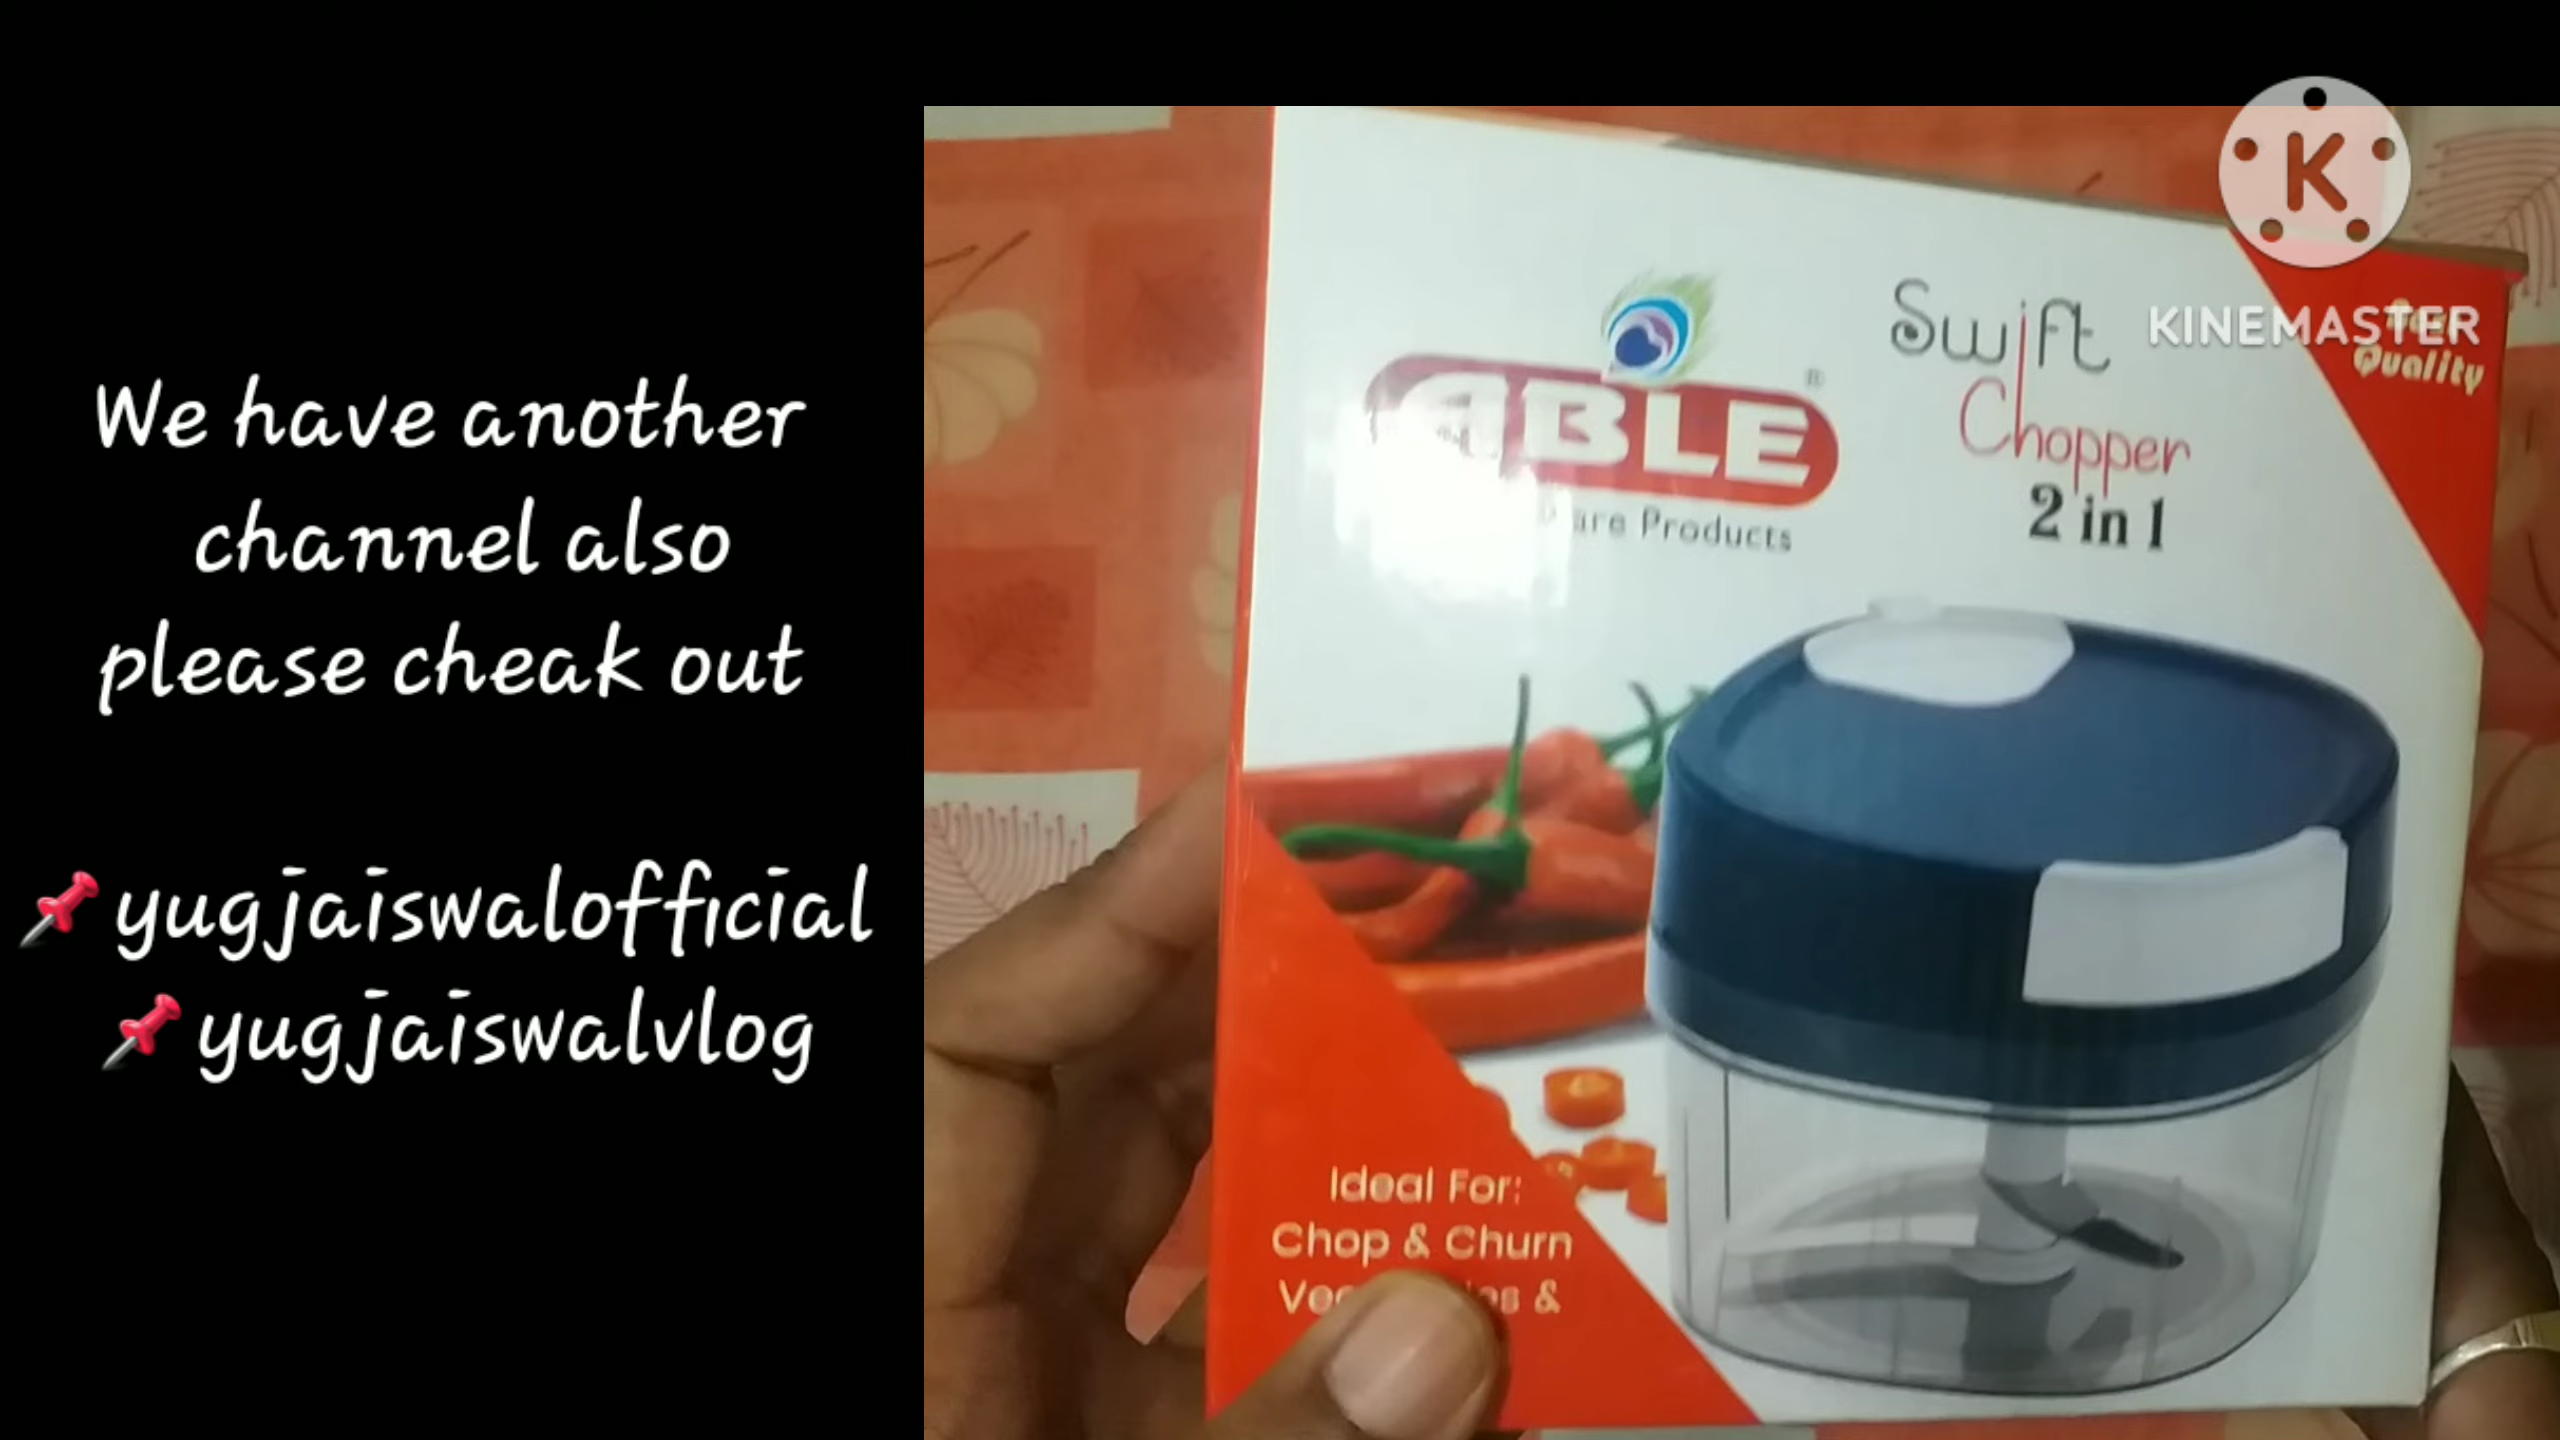 We have another
channel also
please cheak out
📌yugjaiswalofficial
📌yugjaiswalvlog
K
KINEMASTER
Quality
ABLE®
Products
Swift
Chopper
2 in 1
Ideal For:
Chop & Churn
&